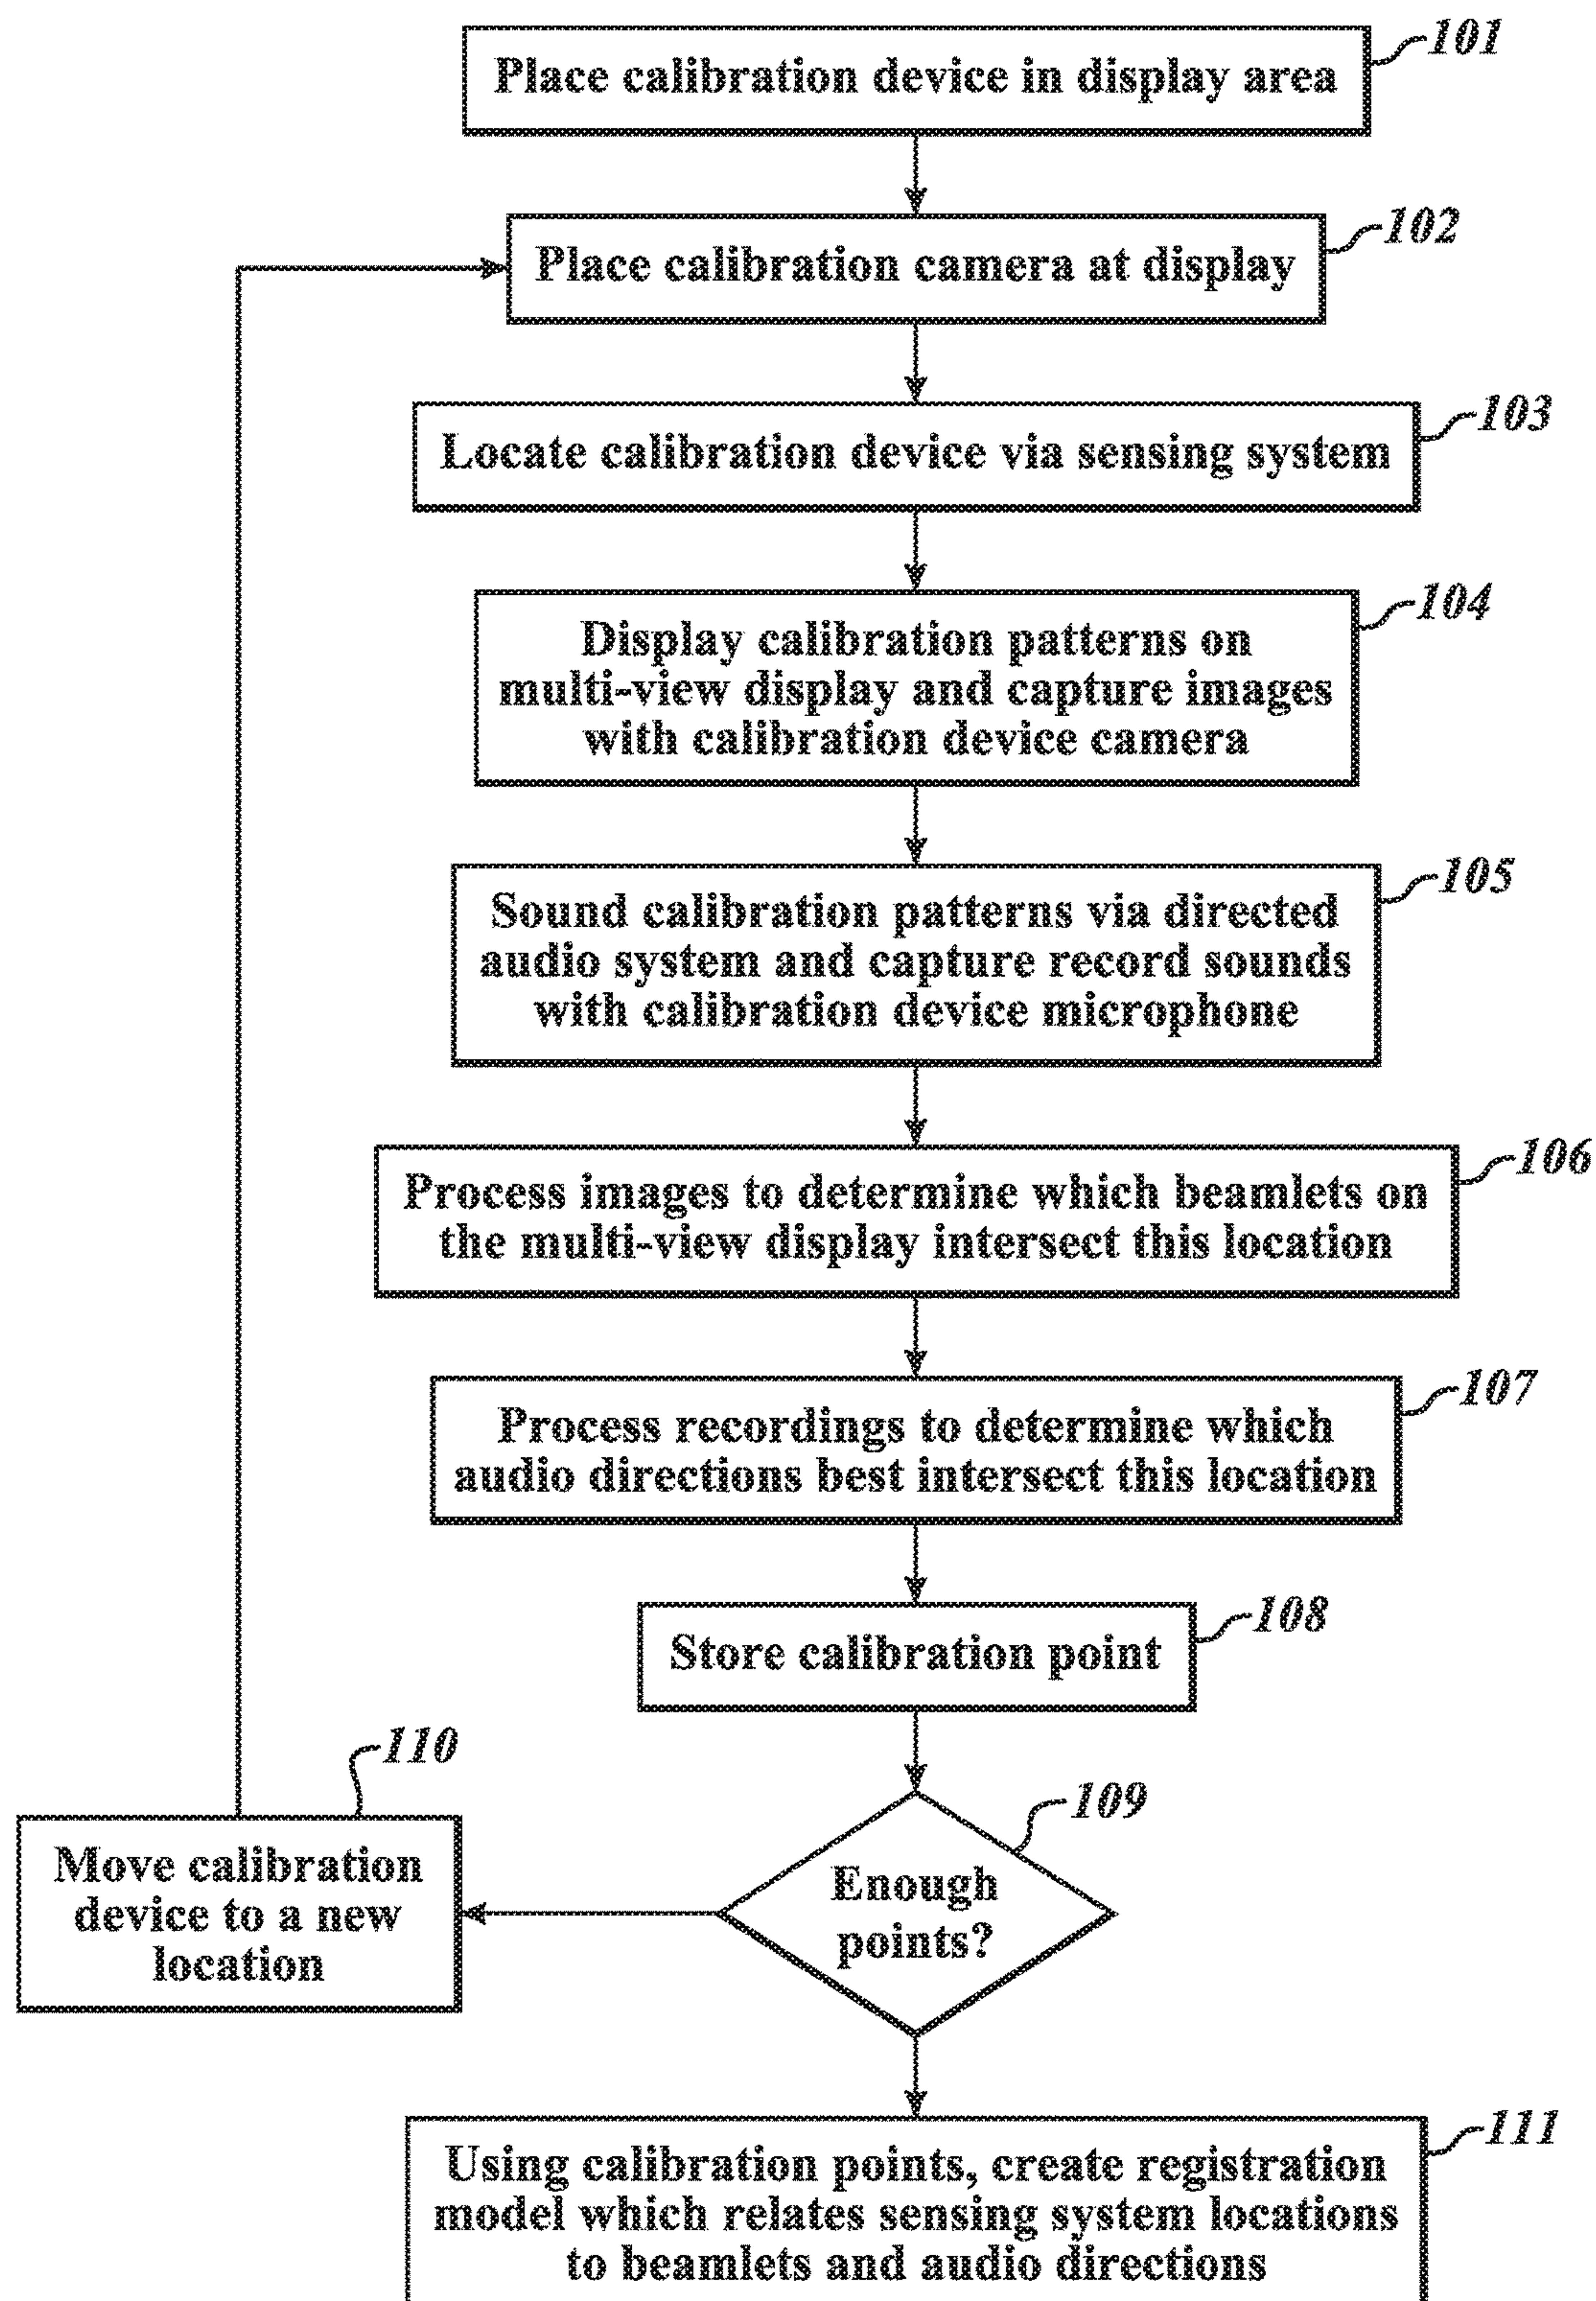 101
Place calibration device in display area
102
Place calibration camera at display
103
Locate calibration device via sensing system
104
Display calibration patterns on
multi-view display and capture images
with calibration device camera
105
Sound calibration patterns via directed
audio system and capture record sounds
with calibration device microphone
106
Process images to determine which beamlets on
the multi-view display intersect this location
107
Process recordings to determine which
audio directions best intersect this location
108
Store calibration point
109
Enough
points?
110
Move calibration
device to a new
location
111
Using calibration points, create registration
model which relates sensing system locations
to beamlets and audio directions